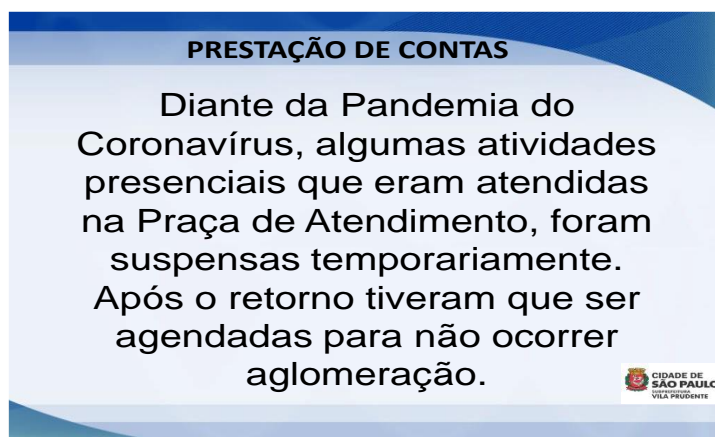 PRESTAÇÃO DE CONTAS
Diante da Pandemia do
Coronavírus, algumas atividades
presenciais que eram atendidas
na Praça de Atendimento, foram
suspensas temporariamente.
Após o retorno tiveram que ser
agendadas para não ocorrer
aglomeração.
CIDADE DE
SÃO PAULO
SUBPREFEITURA
VILA PRUDENTE